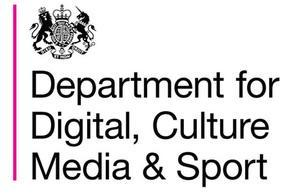 Department for
Digital, Culture
Media & Sport